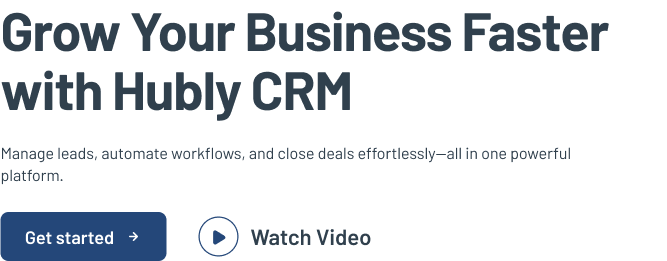 Grow Your Business Faster
with Hubly CRM
Manage leads, automate workflows, and close deals effortlessly—all in one powerful
platform.
Get started →
Watch Video